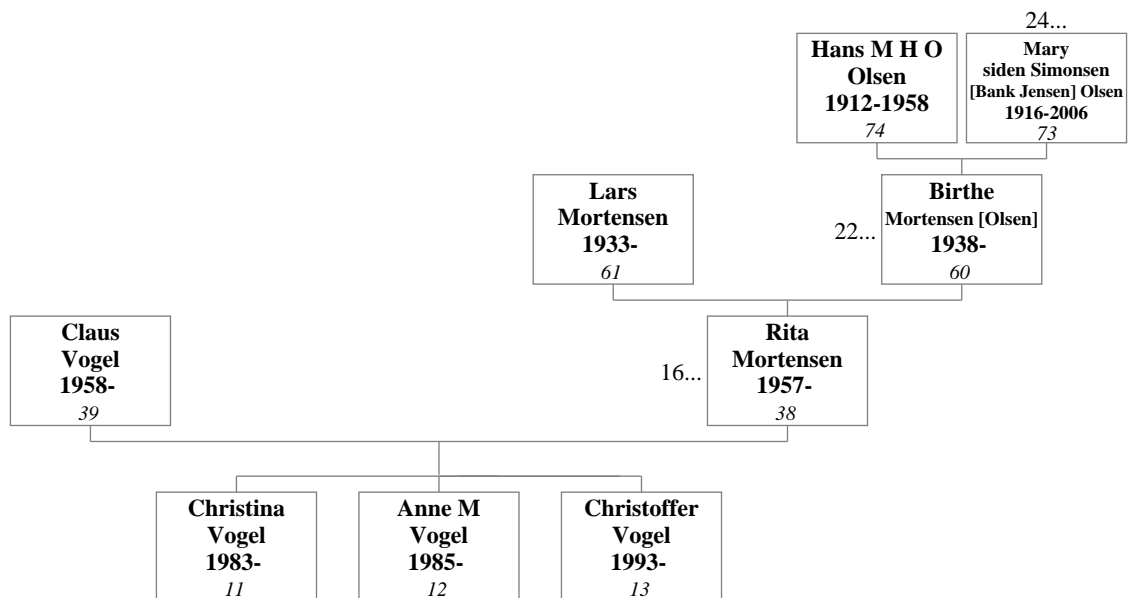 24...
Hans M H O
Olsen
1912-1958
74
Mary
siden Simonsen
[Bank Jensen] Olsen
1916-2006
73
Lars
Mortensen
1933-
61
22...
Birthe
Mortensen [Olsen]
1938-
60
Claus
Vogel
1958-
39
16...
Rita
Mortensen
1957-
38
Christina
Vogel
1983-
11
Anne M
Vogel
1985-
12
Christoffer
Vogel
1993-
13